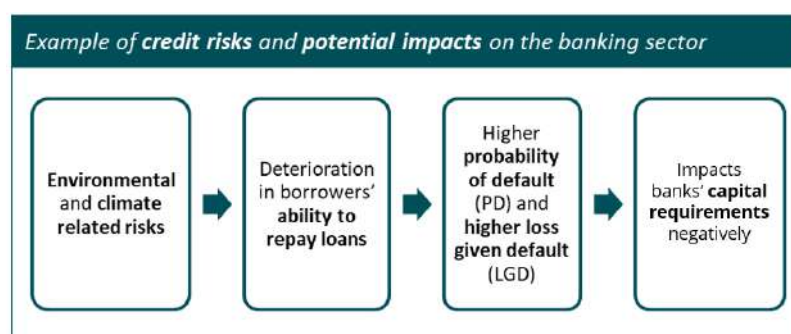 Example of credit risks and potential impacts on the banking sector
Environmental
and climate
related risks
Deterioration
in borrowers’
ability to
repay loans
Higher
probability
of default
(PD) and
higher loss
given default
(LGD)
Impacts
banks’ capital
requirements
negatively